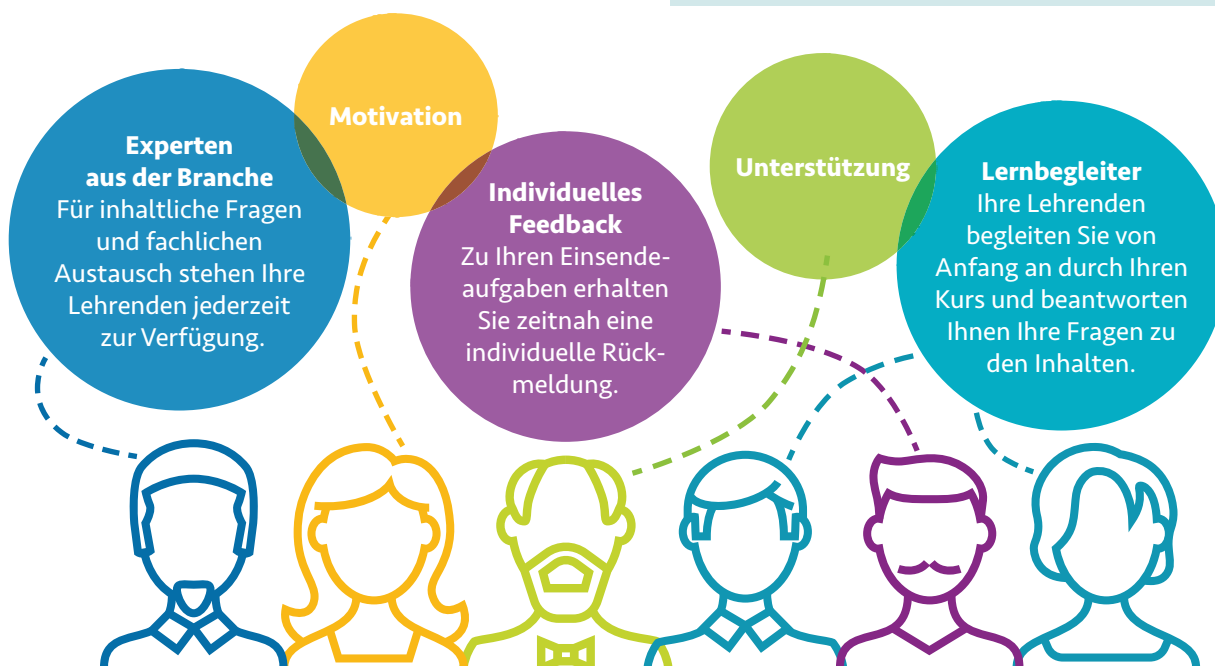 Experten
aus der Branche
Für inhaltliche Fragen
und fachlichen
Austausch stehen Ihre
Lehrenden jederzeit
zur Verfügung.
Motivation
Individuelles
Feedback
Zu Ihren Einsende-
aufgaben erhalten
Sie zeitnah eine
individuelle Rück-
meldung.
Unterstützung
Lernbegleiter
Ihre Lehrenden
begleiten Sie von
Anfang an durch Ihren
Kurs und beantworten
Ihnen Ihre Fragen zu
den Inhalten.